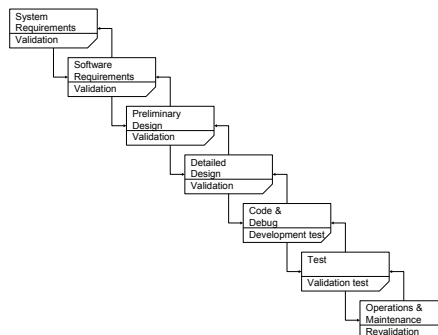 System
Requirements
Validation
Software
Requirements
Validation
Preliminary
Design
Validation
Detailed
Design
Validation
Code &
Debug
Development test
Test
Validation test
Operations &
Maintenance
Revalidation